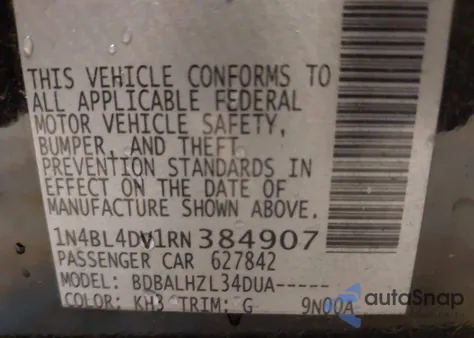 THIS VEHICLE CONFORMS TO
ALL APPLICABLE FEDERAL
MOTOR VEHICLE SAFETY,
BUMPER, AND THEFT
PREVENTION STANDARDS IN
EFFECT ON THE DATE OF
MANUFACTURE SHOWN ABOVE.
1N4BL4DV1RN384907
PASSENGER CAR 627842
MODEL: BDBALHZL34DUA-----
COLOR: KH3 TRIM: G 9N00A
autoSnap